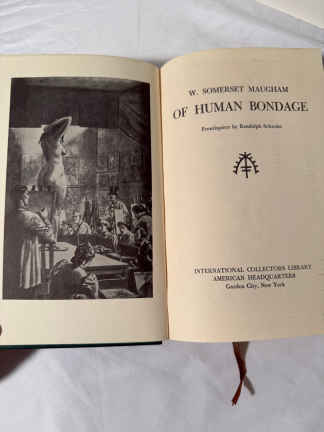 W. SOMERSET MAUGHAM
OF HUMAN BONDAGE
Frontispiece by Randolph Schwabe
INTERNATIONAL COLLECTORS LIBRARY
AMERICAN HEADQUARTERS
Garden City, New York